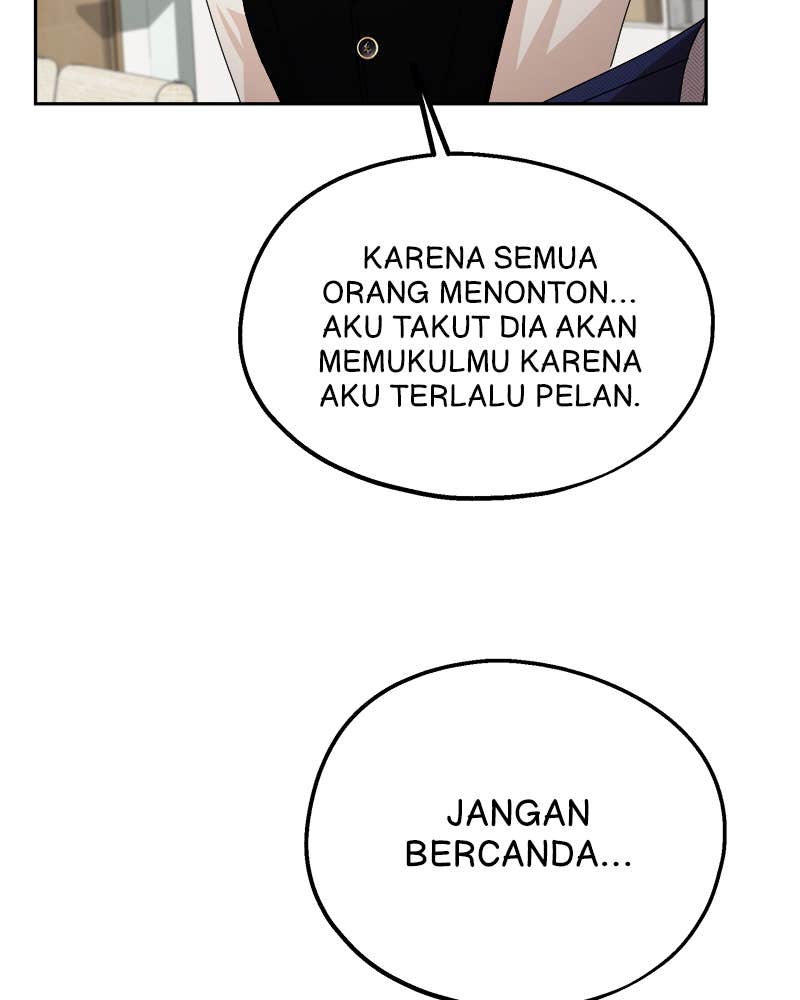 KARENA SEMUA
ORANG MENONTON...
AKU TAKUT DIA AKAN
MEMUKULMU KARENA
AKU TERLALU PELAN.
JANGAN
BERCANDA...